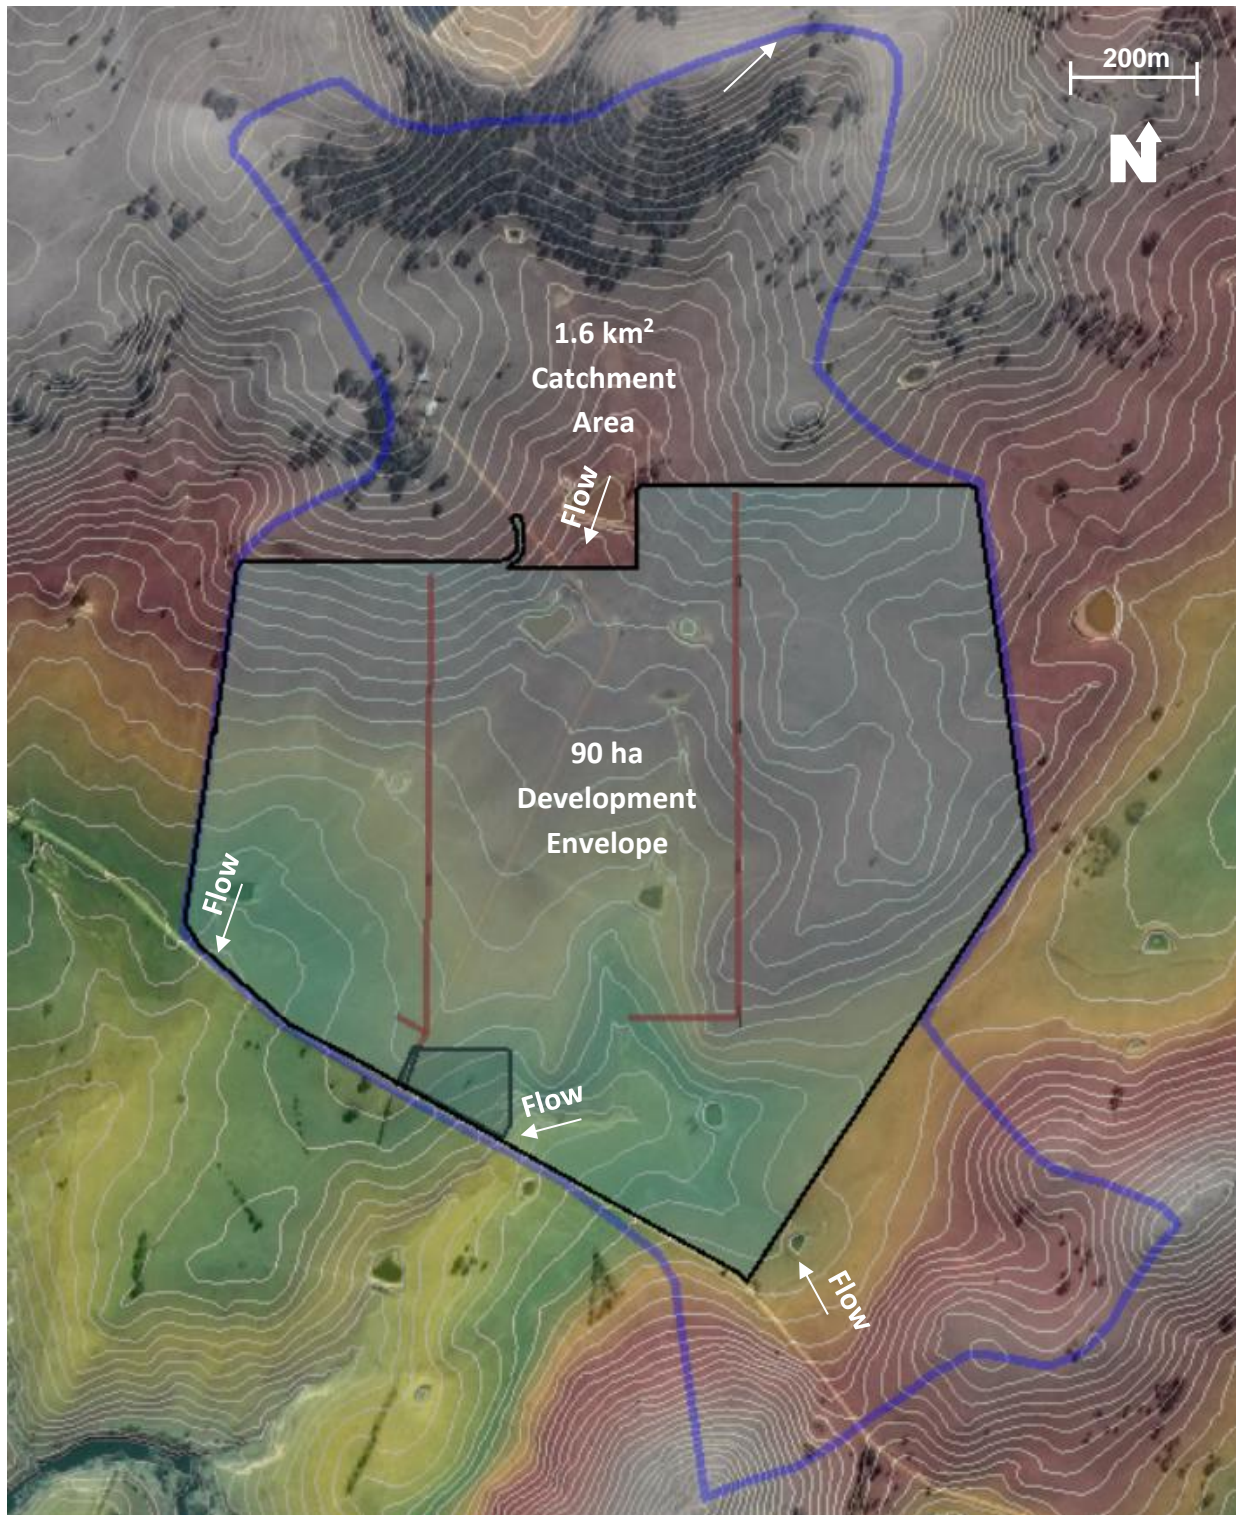 200m
N
1.6 km²
Catchment
Area
Flow
90 ha
Development
Envelope
Flow
Flow
Flow